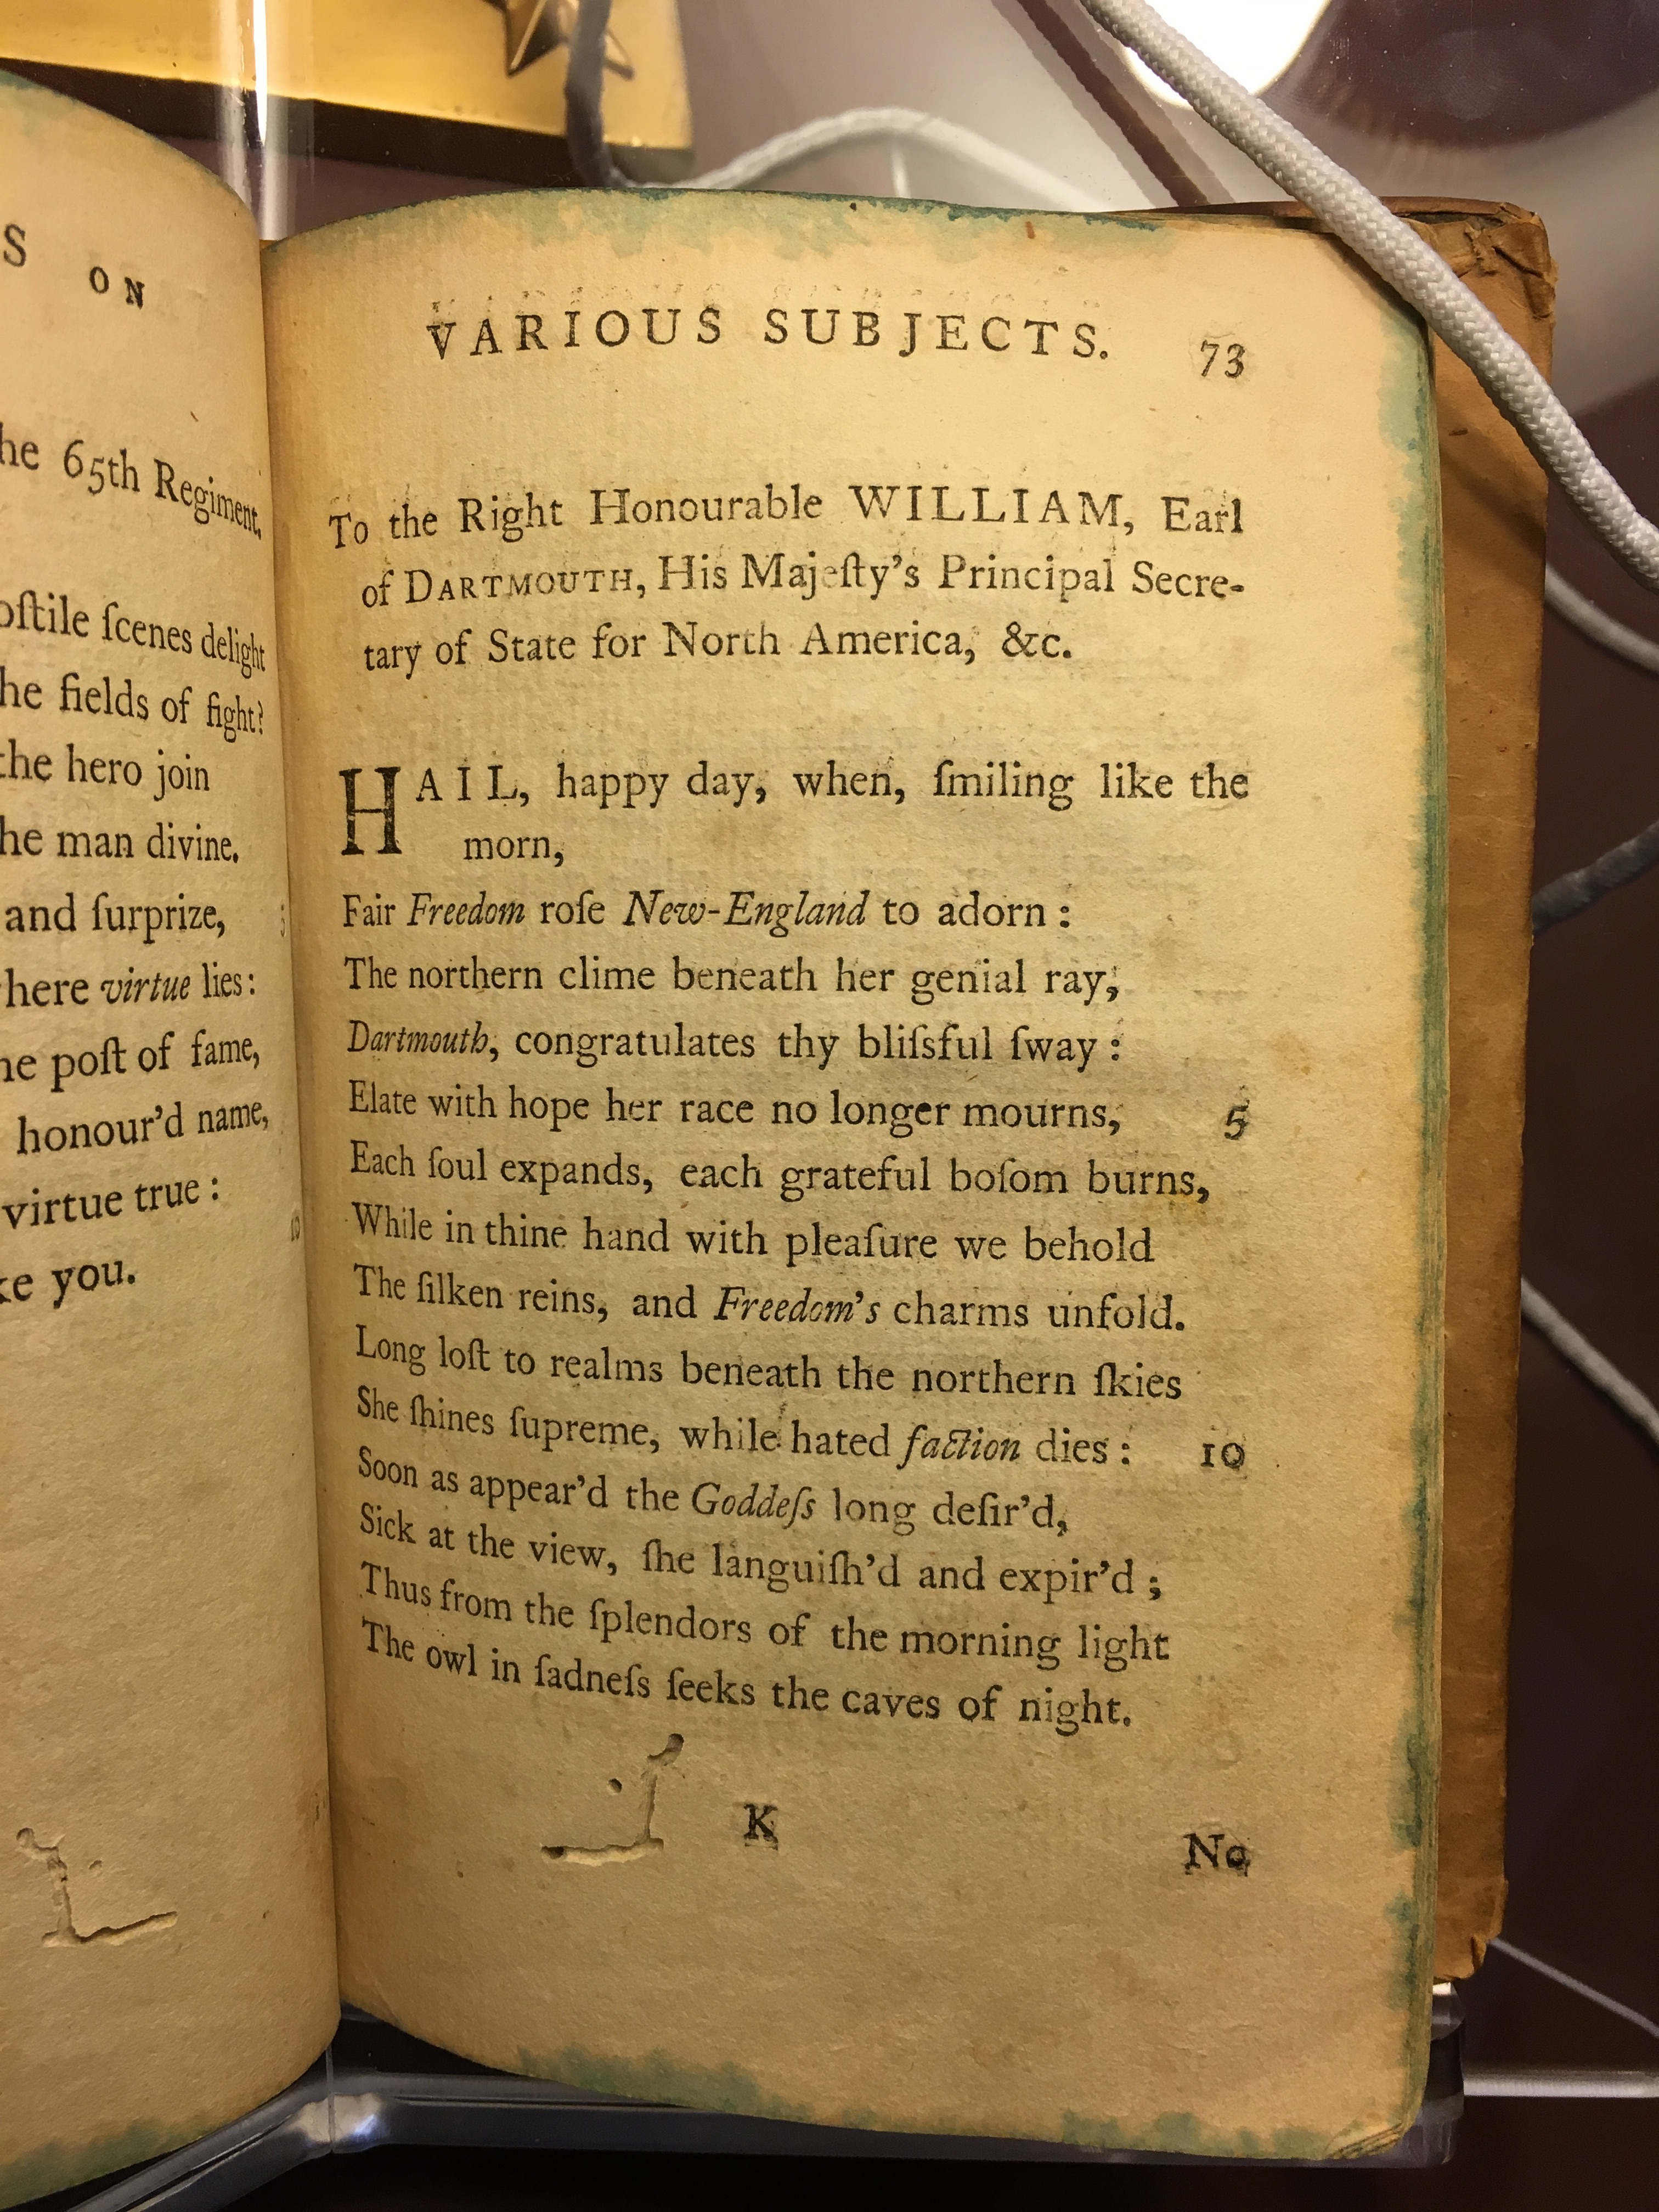 S ON
he 65th Regiment.
oſtile ſcenes delight
he fields of fight?
the hero join
he man divine.
and ſurprize, 5
here virtue lies:
he poſt of fame,
honour'd name,
virtue true: 10
ke you.
VARIOUS SUBJECTS. 73
To the Right Honourable WILLIAM, Earl
of DARTMOUTH, His Majeſty's Principal Secre-
tary of State for North America, &c.
HAIL, happy day, when, ſmiling like the
morn,
Fair Freedom roſe New-England to adorn:
The northern clime beneath her genial ray,
Dartmouth, congratulates thy bliſsful ſway:
Elate with hope her race no longer mourns, 5
Each ſoul expands, each grateful boſom burns,
While in thine hand with pleaſure we behold
The ſilken reins, and Freedom's charms unfold.
Long loſt to realms beneath the northern ſkies
She ſhines ſupreme, while hated faction dies: 10
Soon as appear'd the Goddeſs long deſir'd,
Sick at the view, ſhe languiſh'd and expir'd;
Thus from the ſplendors of the morning light
The owl in ſadneſs ſeeks the caves of night.
K No